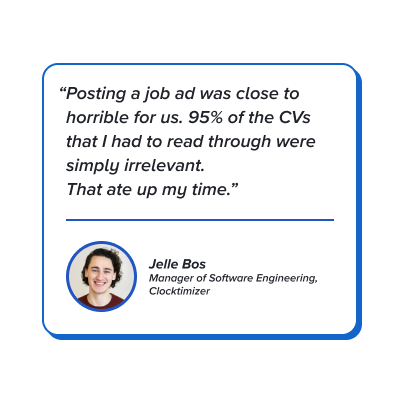 “Posting a job ad was close to
horrible for us. 95% of the CVs
that I had to read through were
simply irrelevant.
That ate up my time.”
Jelle Bos
Manager of Software Engineering,
Clocktimizer